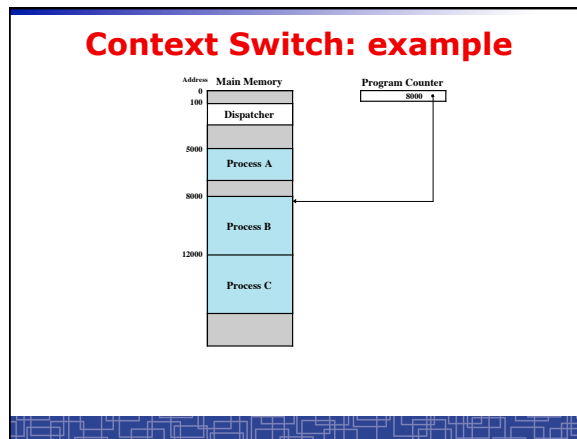 Context Switch: example
Address Main Memory Program Counter
0
8000
100
Dispatcher
5000
Process A
8000
Process B
12000
Process C